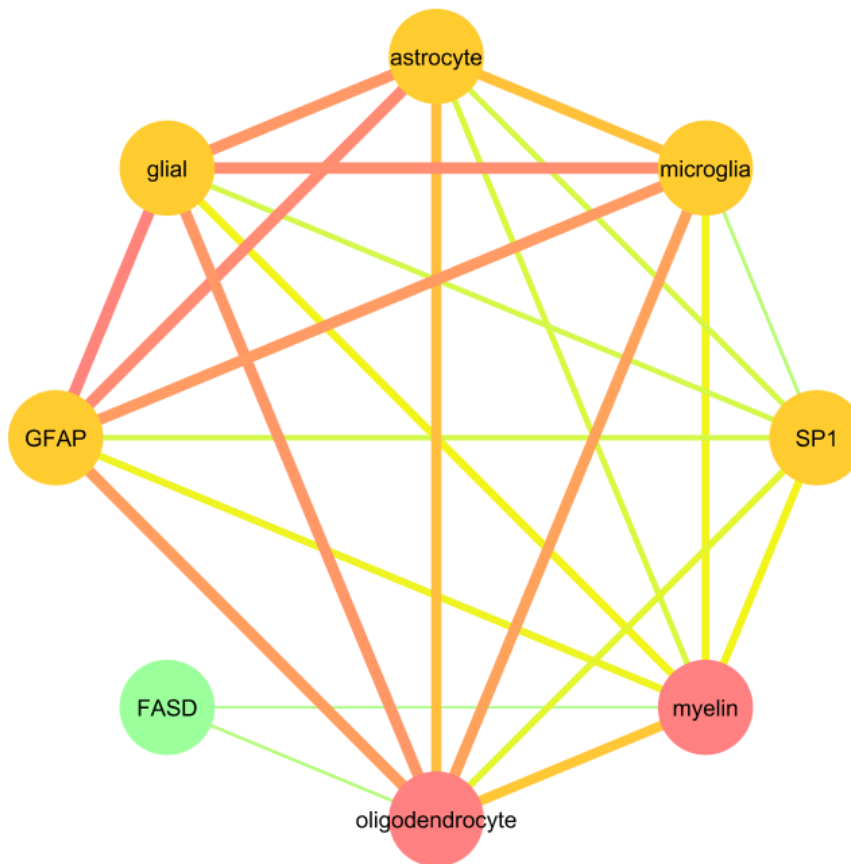 astrocyte
glial
microglia
GFAP
SP1
FASD
myelin
oligodendrocyte